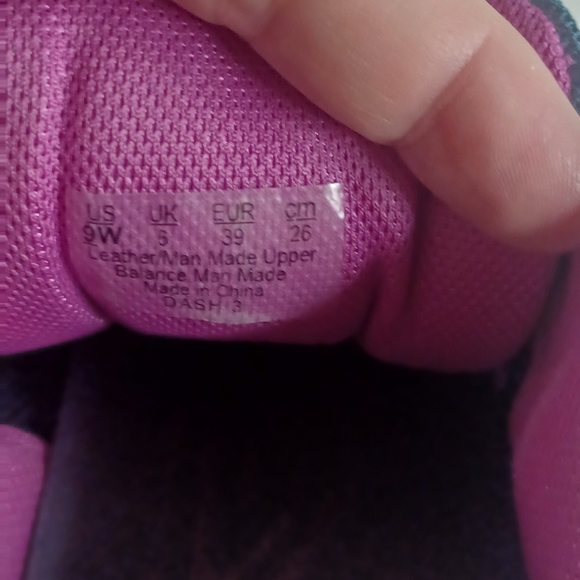 US UK EUR cm
9W 6 39 26
Leather/Man Made Upper
Balance Man Made
Made in China
DASH 3